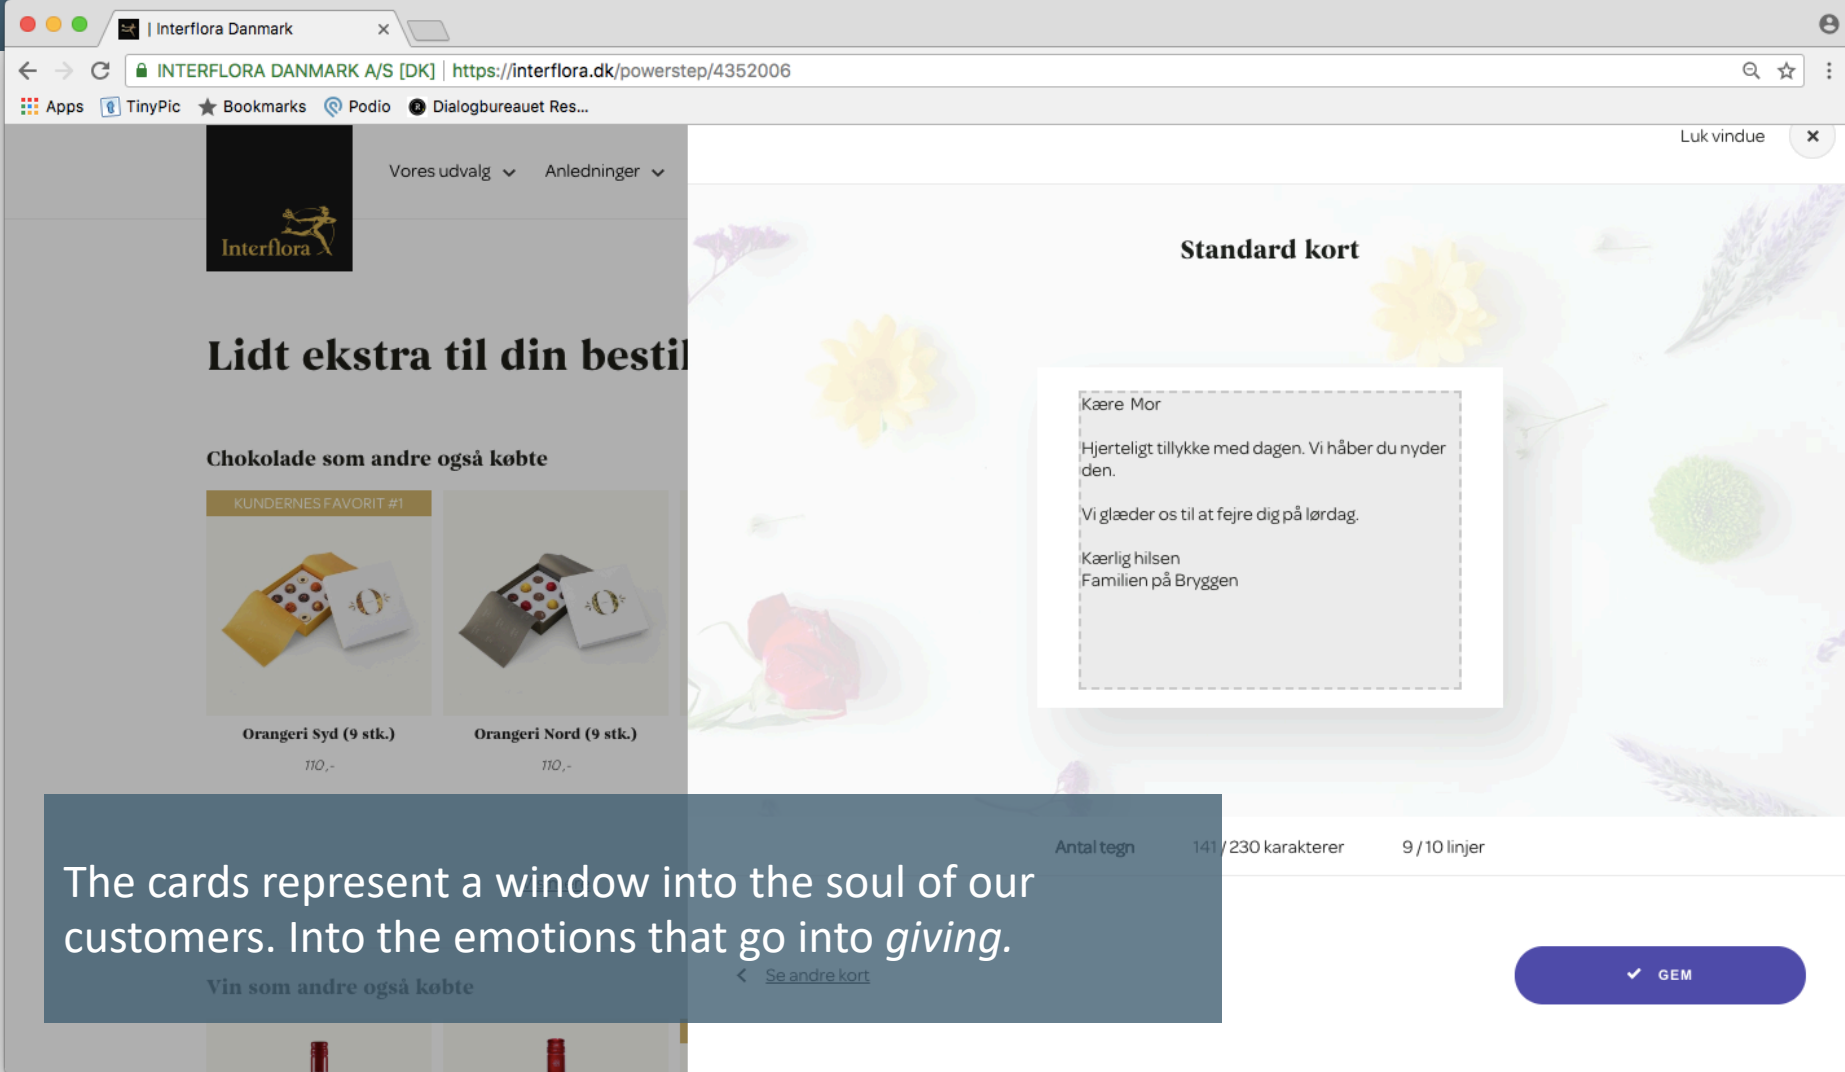 | Interflora Danmark
INTERFLORA DANMARK A/S [DK] | https://interflora.dk/powerstep/4352006
Apps TinyPic Bookmarks Podio Dialogbureauet Res...
Luk vindue
Vores udvalg Anledninger
Interflora
Standard kort
Lidt ekstra til din bestil
Kære Mor
Hjerteligt tillykke med dagen. Vi håber du nyder
den.
Vi glæder os til at fejre dig på lørdag.
Kærlig hilsen
Familien på Bryggen
Chokolade som andre også købte
KUNDERNES FAVORIT #1
Orangeri Syd (9 stk.) Orangeri Nord (9 stk.)
110,- 110,-
Antal tegn 141 / 230 karakterer 9 / 10 linjer
The cards represent a window into the soul of our
customers. Into the emotions that go into giving.
Se andre kort
GEM
Vin som andre også købte